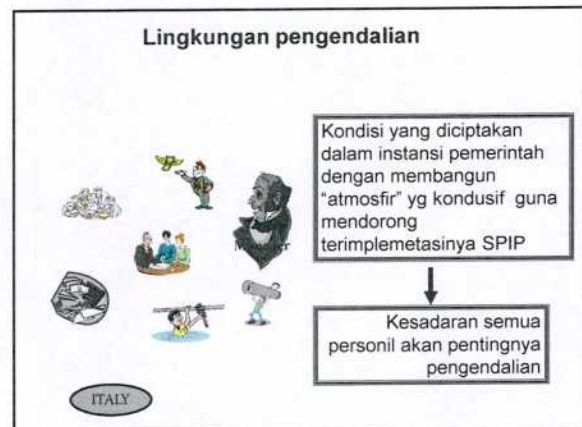 Lingkungan pengendalian
Kondisi yang diciptakan
dalam instansi pemerintah
dengan membangun
“atmosfir” yg kondusif guna
mendorong
terimplemetasinya SPIP
Kesadaran semua
personil akan pentingnya
pengendalian
ITALY